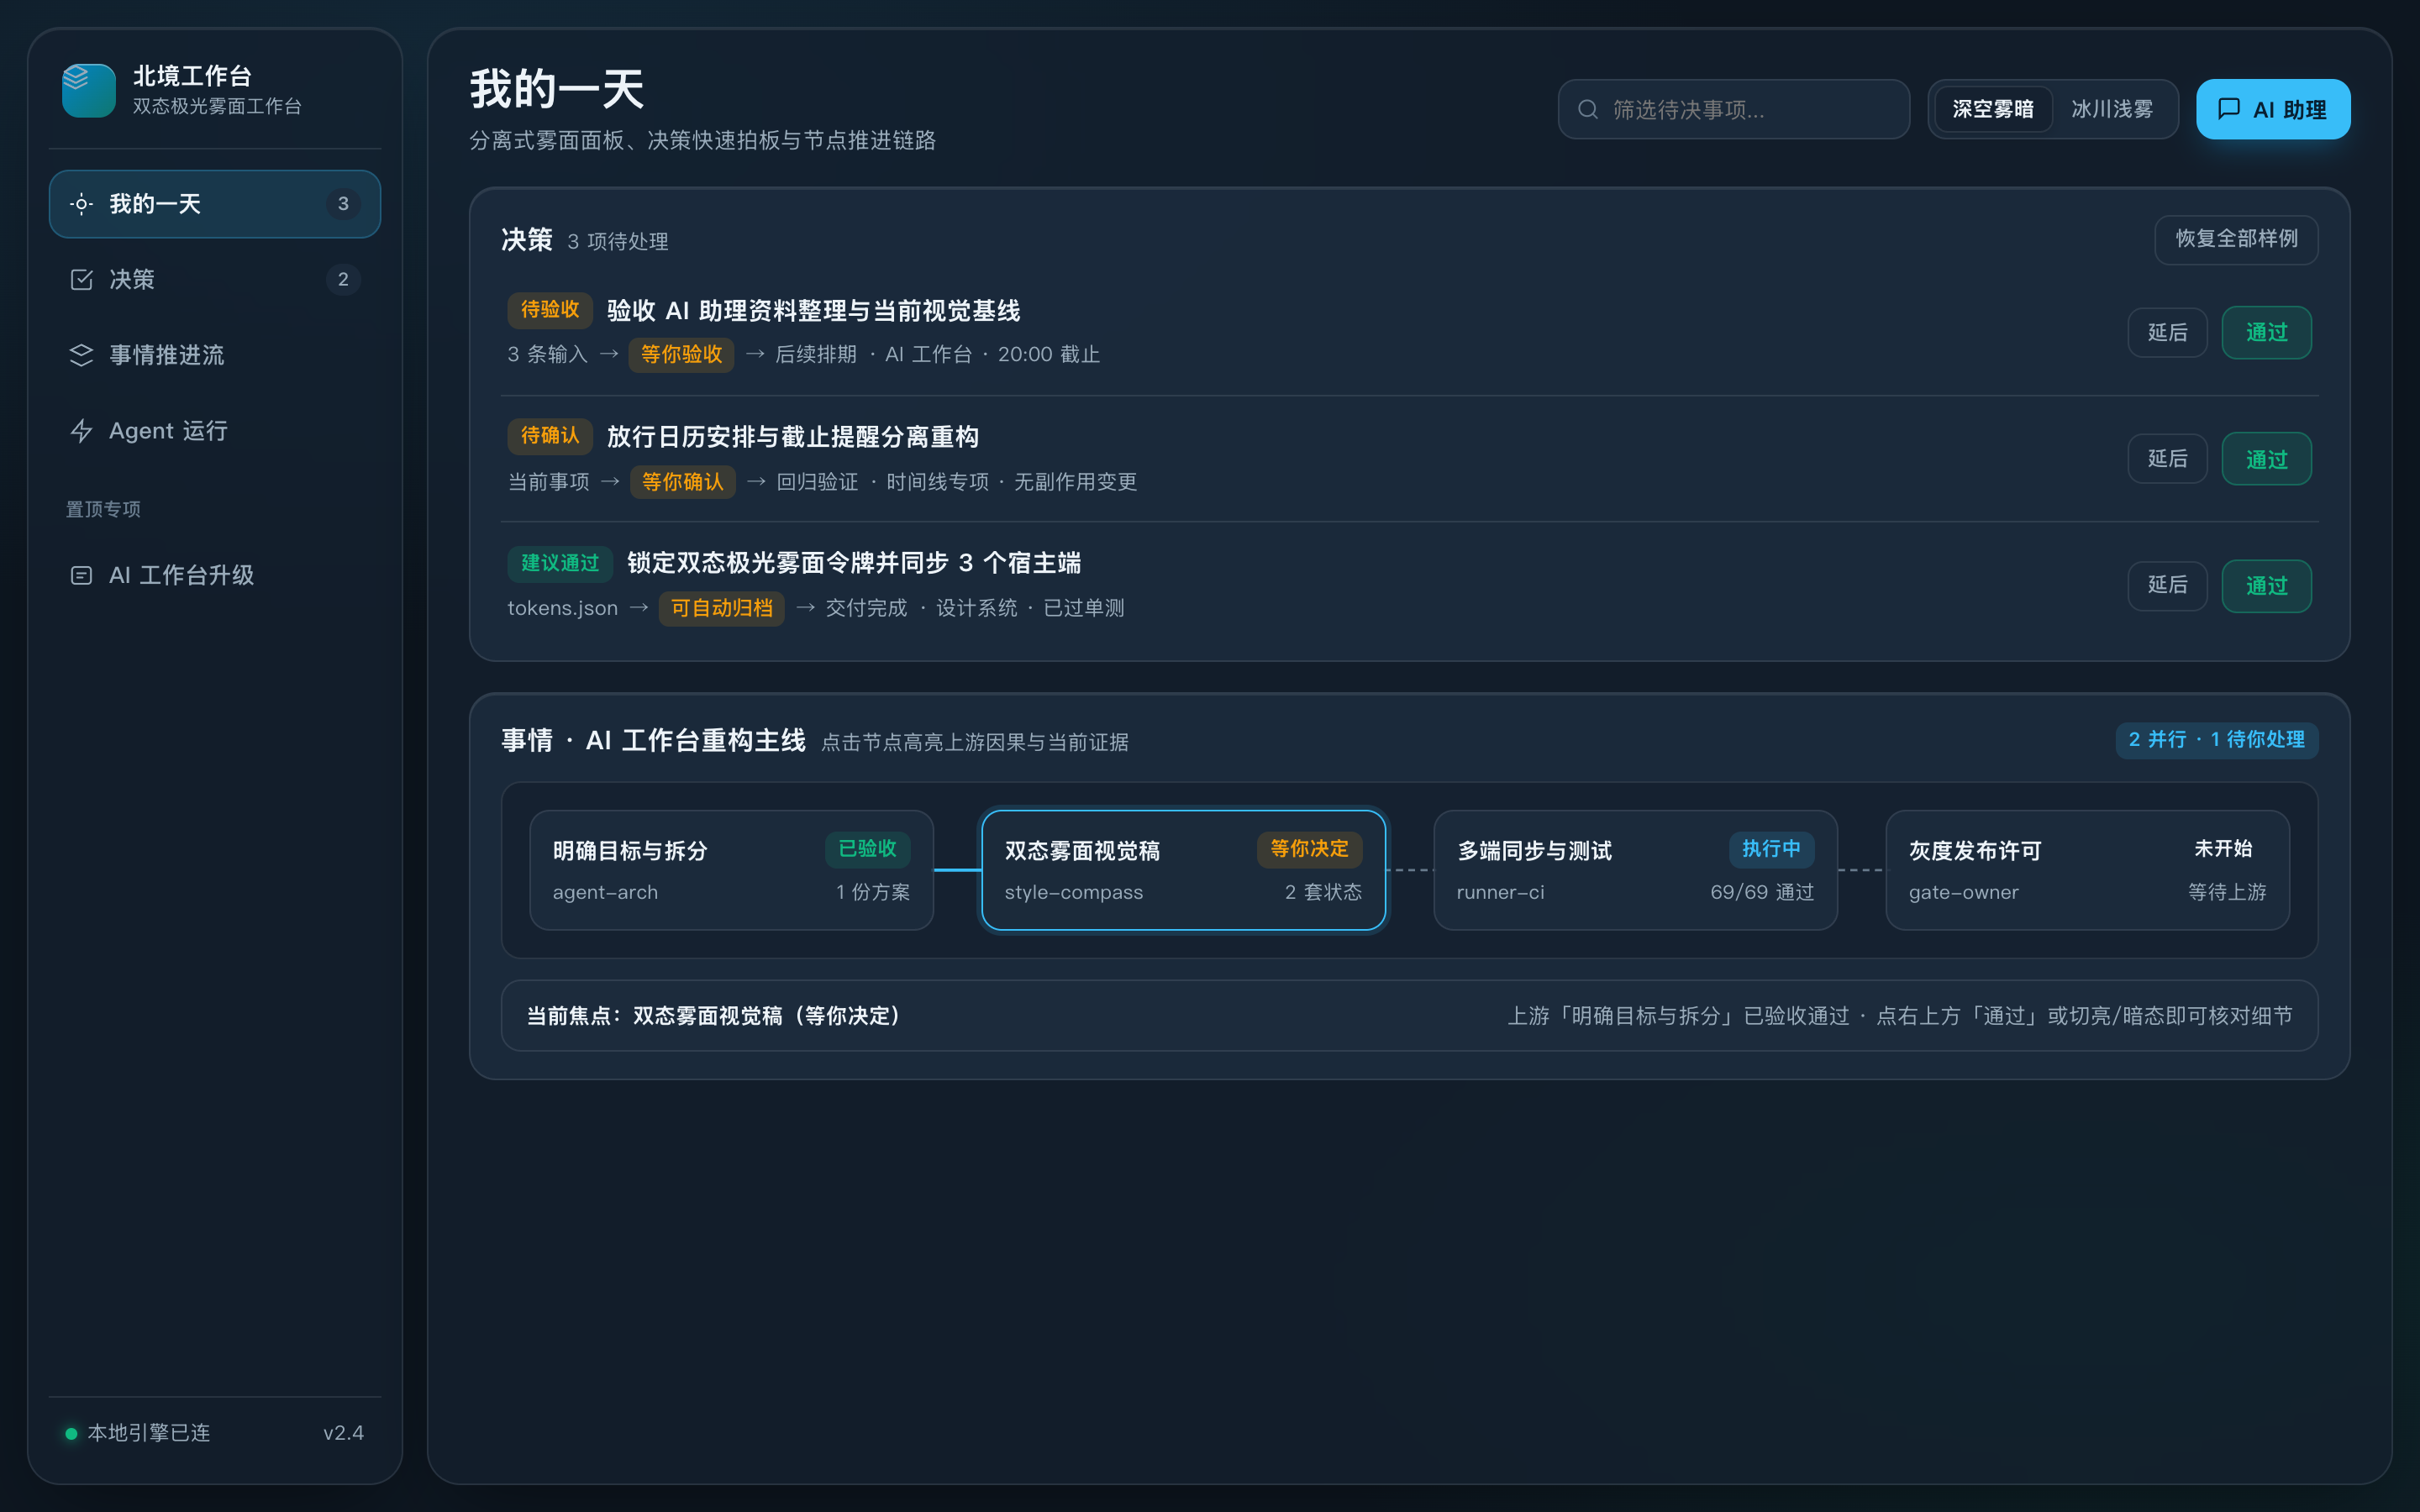 北境工作台
双态极光雾面工作台
我的一天 3
决策 2
事情推进流
Agent 运行
置顶专项
AI 工作台升级
本地引擎已连 v2.4
我的一天
分离式雾面面板、决策快速拍板与节点推进链路
筛选待决事项...
深空雾暗 冰川浅雾
AI 助理
决策 3 项待处理 恢复全部样例
待验收 验收 AI 助理资料整理与当前视觉基线
3 条输入 → 等你验收 → 后续排期 · AI 工作台 · 20:00 截止
延后 通过
待确认 放行日历安排与截止提醒分离重构
当前事项 → 等你确认 → 回归验证 · 时间线专项 · 无副作用变更
延后 通过
建议通过 锁定双态极光雾面令牌并同步 3 个宿主端
tokens.json → 可自动归档 → 交付完成 · 设计系统 · 已过单测
延后 通过
事情 · AI 工作台重构主线 点击节点高亮上游因果与当前证据 2 并行 · 1 待你处理
明确目标与拆分 已验收
agent-arch 1 份方案
双态雾面视觉稿 等你决定
style-compass 2 套状态
多端同步与测试 执行中
runner-ci 69/69 通过
灰度发布许可 未开始
gate-owner 等待上游
当前焦点：双态雾面视觉稿（等你决定） 上游「明确目标与拆分」已验收通过 · 点右上方「通过」或切亮/暗态即可核对细节